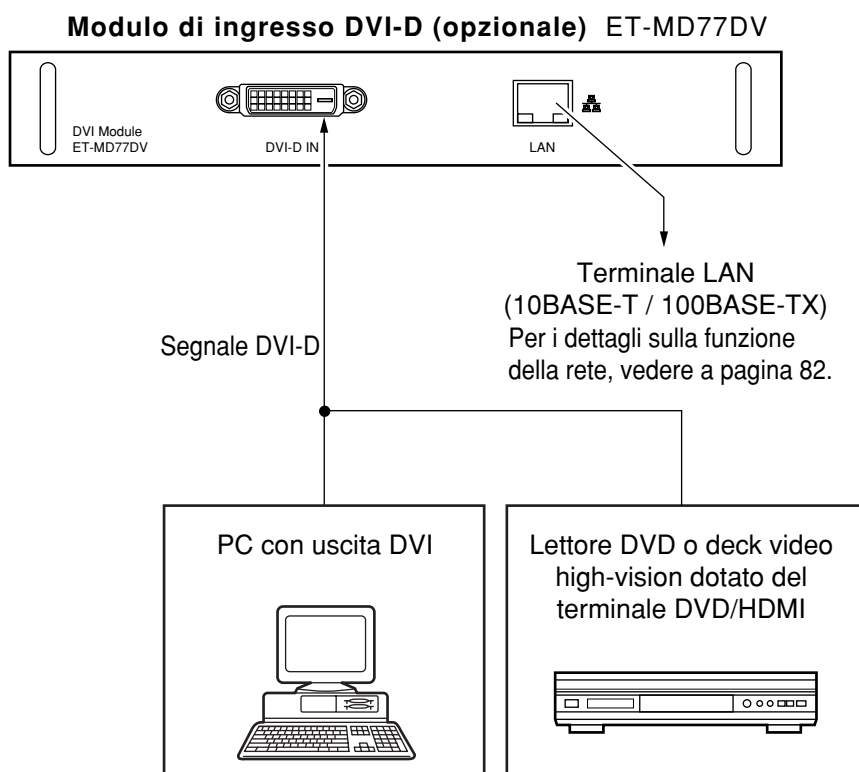 Modulo di ingresso DVI-D (opzionale) ET-MD77DV
DVI Module
ET-MD77DV
DVI-D IN
LAN
Terminale LAN
(10BASE-T / 100BASE-TX)
Per i dettagli sulla funzione
della rete, vedere a pagina 82.
Segnale DVI-D
PC con uscita DVI
Lettore DVD o deck video
high-vision dotato del
terminale DVD/HDMI